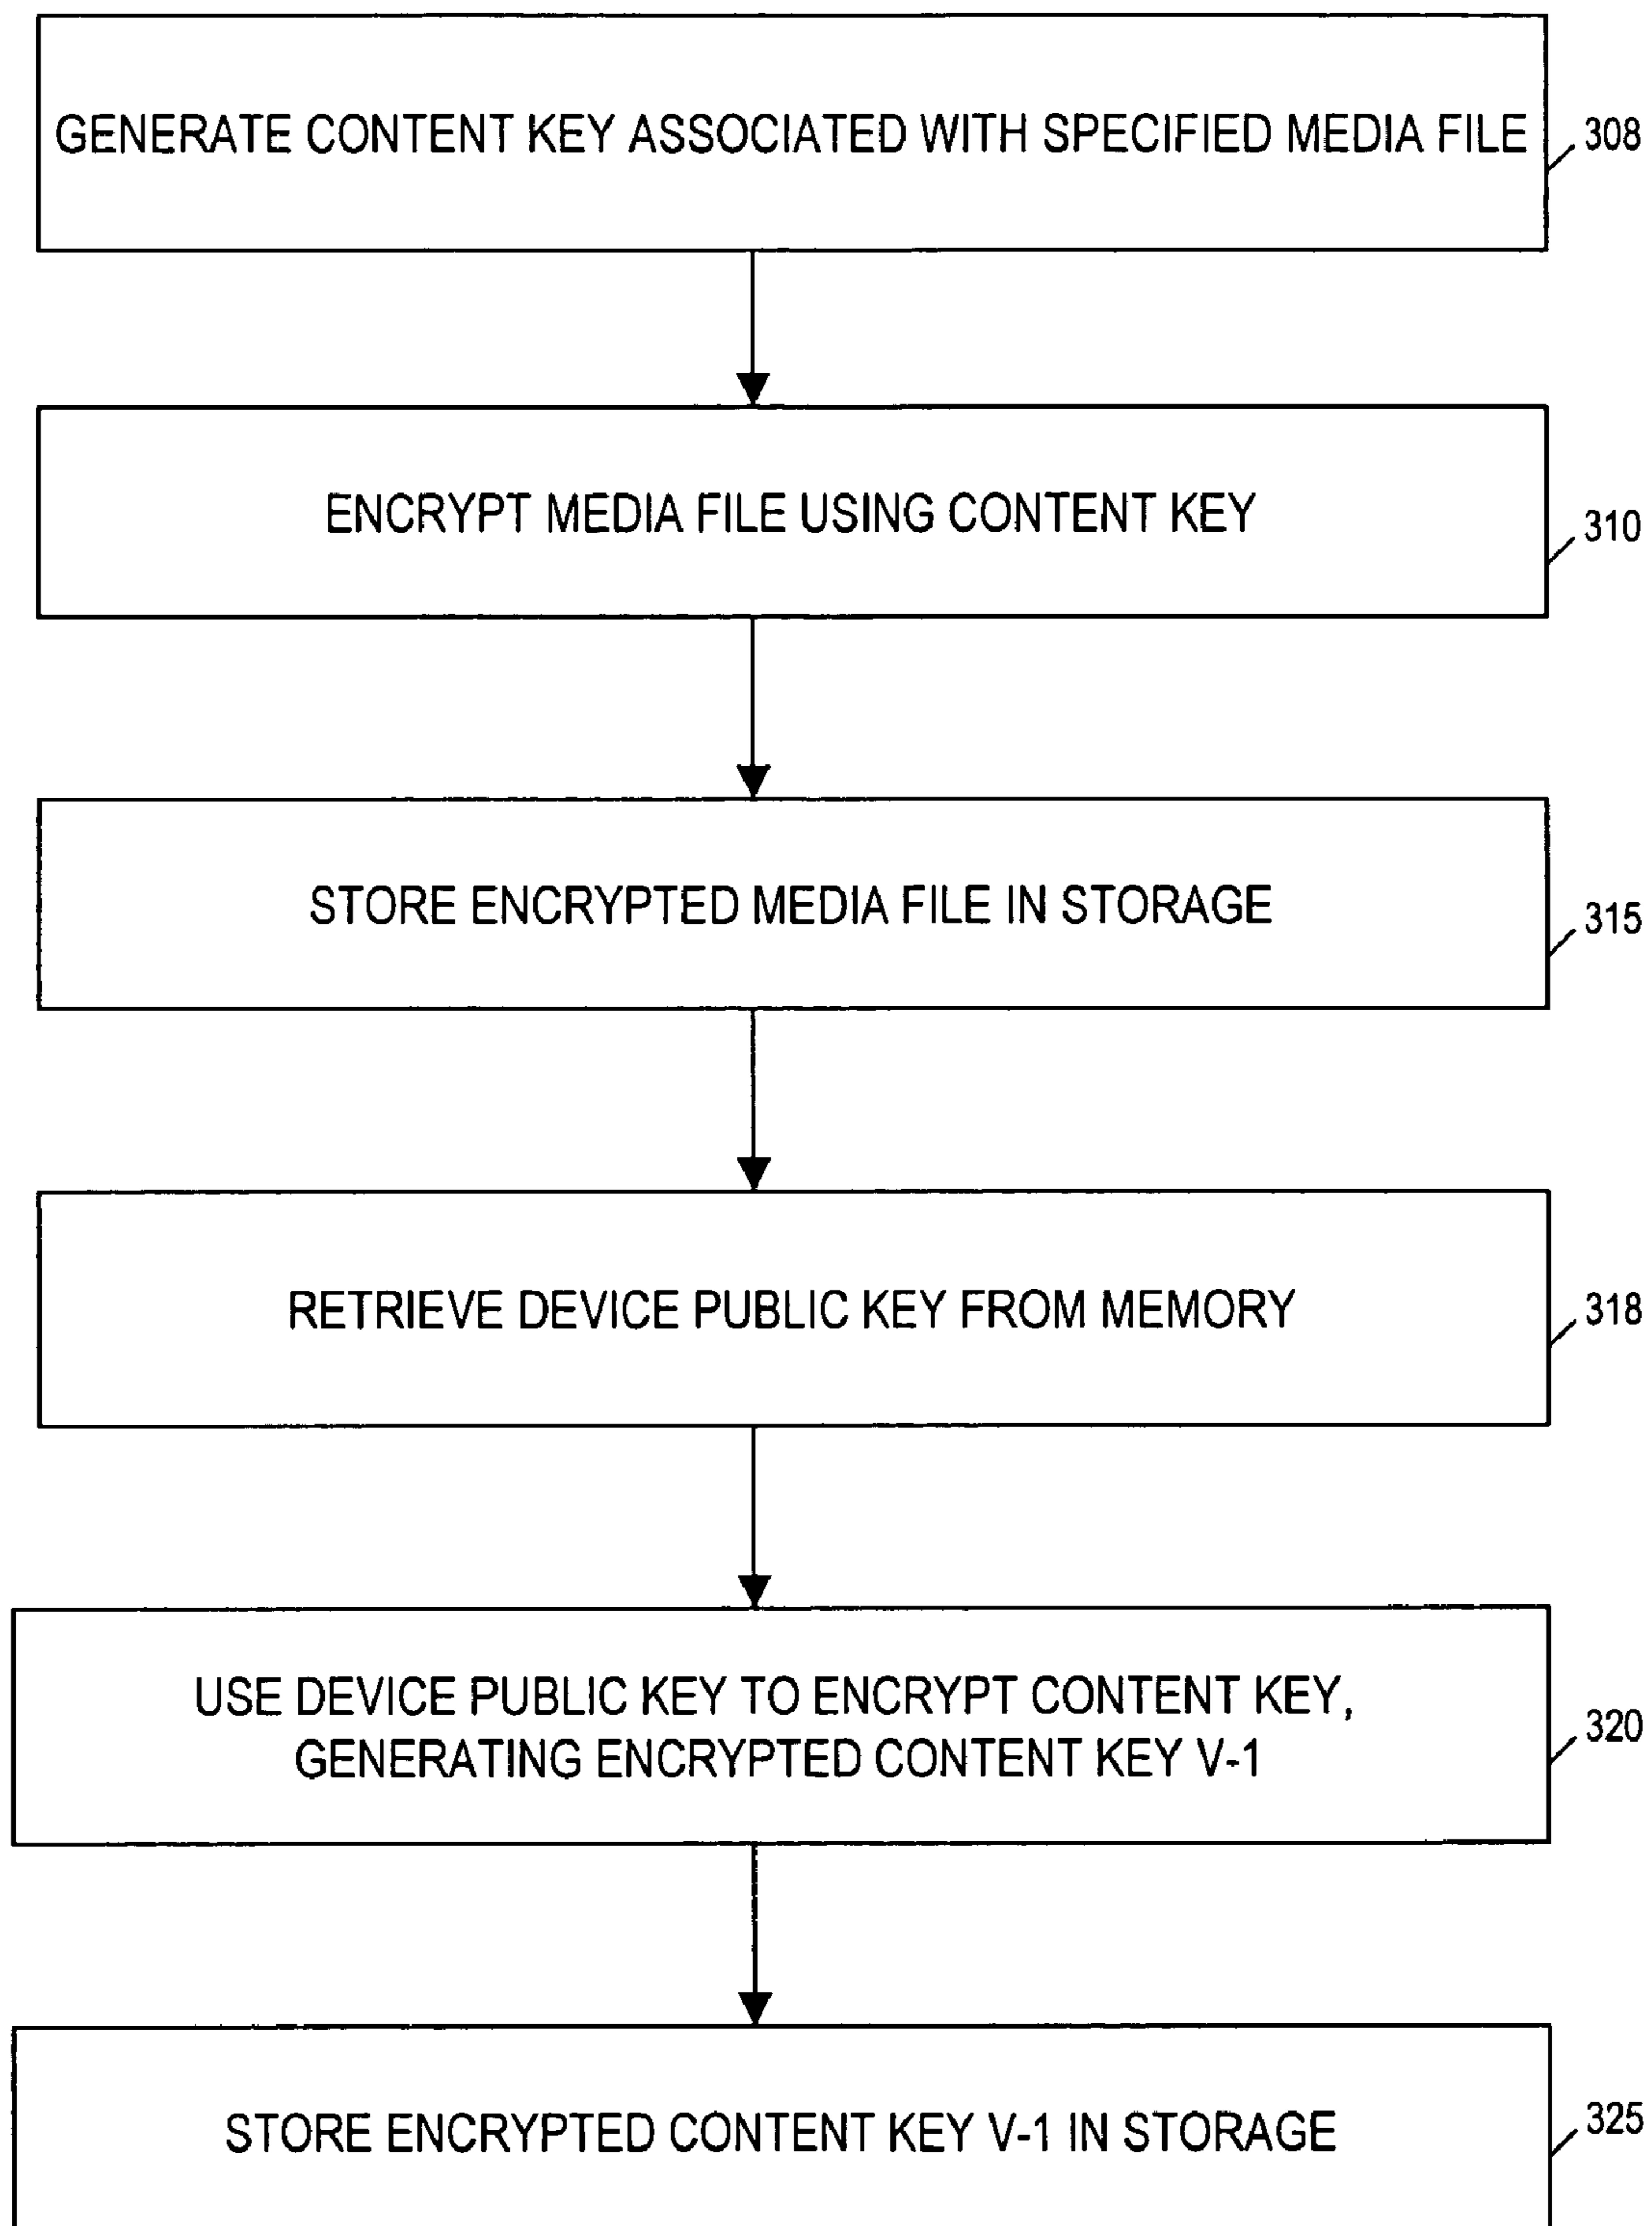 GENERATE CONTENT KEY ASSOCIATED WITH SPECIFIED MEDIA FILE
308
ENCRYPT MEDIA FILE USING CONTENT KEY
310
STORE ENCRYPTED MEDIA FILE IN STORAGE
315
RETRIEVE DEVICE PUBLIC KEY FROM MEMORY
318
USE DEVICE PUBLIC KEY TO ENCRYPT CONTENT KEY,
GENERATING ENCRYPTED CONTENT KEY V-1
320
STORE ENCRYPTED CONTENT KEY V-1 IN STORAGE
325